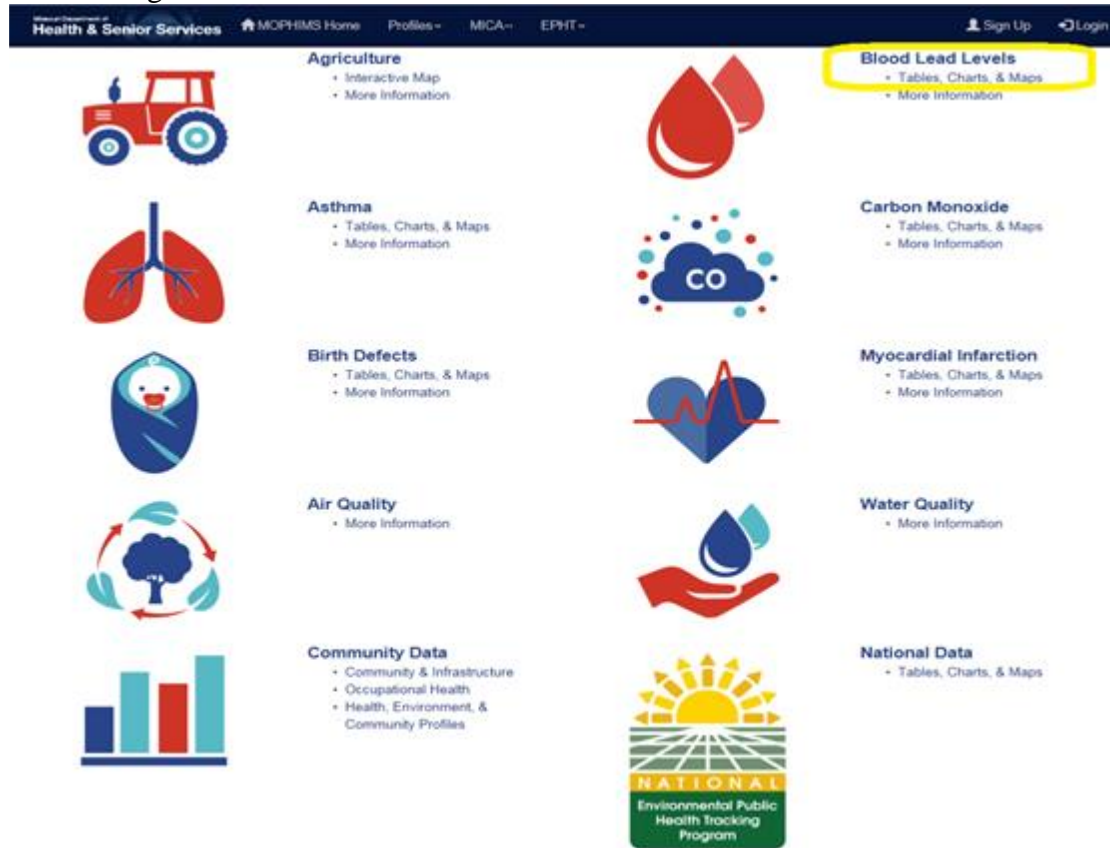 Missouri Department of
Health & Senior Services
MOPHIMS Home
Profiles
MICA
EPHT
Sign Up
Login
Agriculture
• Interactive Map
• More Information
Blood Lead Levels
• Tables, Charts, & Maps
• More Information
Asthma
• Tables, Charts, & Maps
• More Information
CO
Carbon Monoxide
• Tables, Charts, & Maps
• More Information
Birth Defects
• Tables, Charts, & Maps
• More Information
Myocardial Infarction
• Tables, Charts, & Maps
• More Information
Air Quality
• More Information
Water Quality
• More Information
Community Data
• Community & Infrastructure
• Occupational Health
• Health, Environment, &
Community Profiles
National Data
• Tables, Charts, & Maps
NATIONAL
Environmental Public
Health Tracking
Program